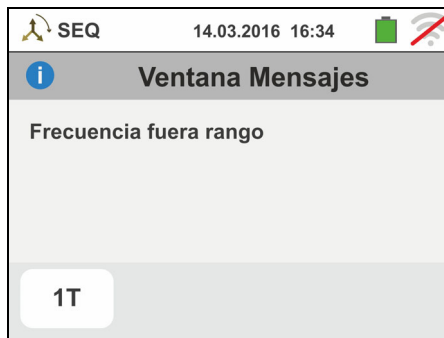 SEQ 14.03.2016 16:34
i Ventana Mensajes
Frecuencia fuera rango
1T